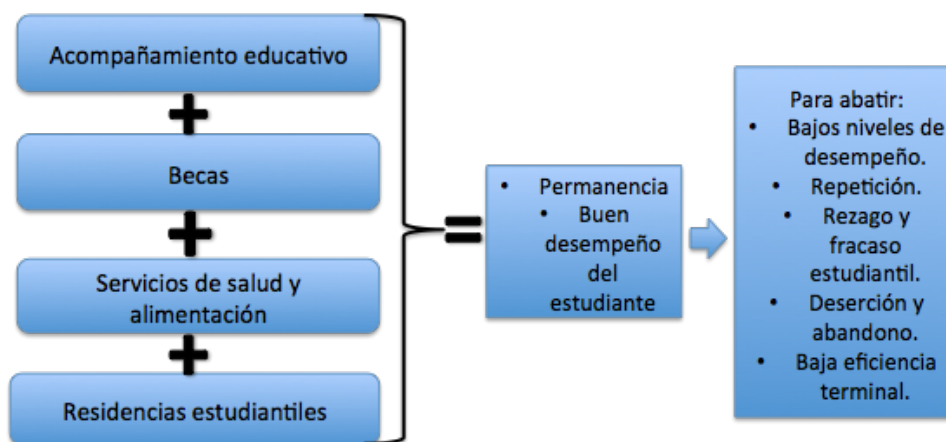 Acompañamiento educativo
+
Becas
+
Servicios de salud y
alimentación
+
Residencias estudiantiles
=
• Permanencia
• Buen
desempeño
del
estudiante
Para abatir:
• Bajos niveles de
desempeño.
• Repetición.
• Rezago y
fracaso
estudiantil.
• Deserción y
abandono.
• Baja eficiencia
terminal.